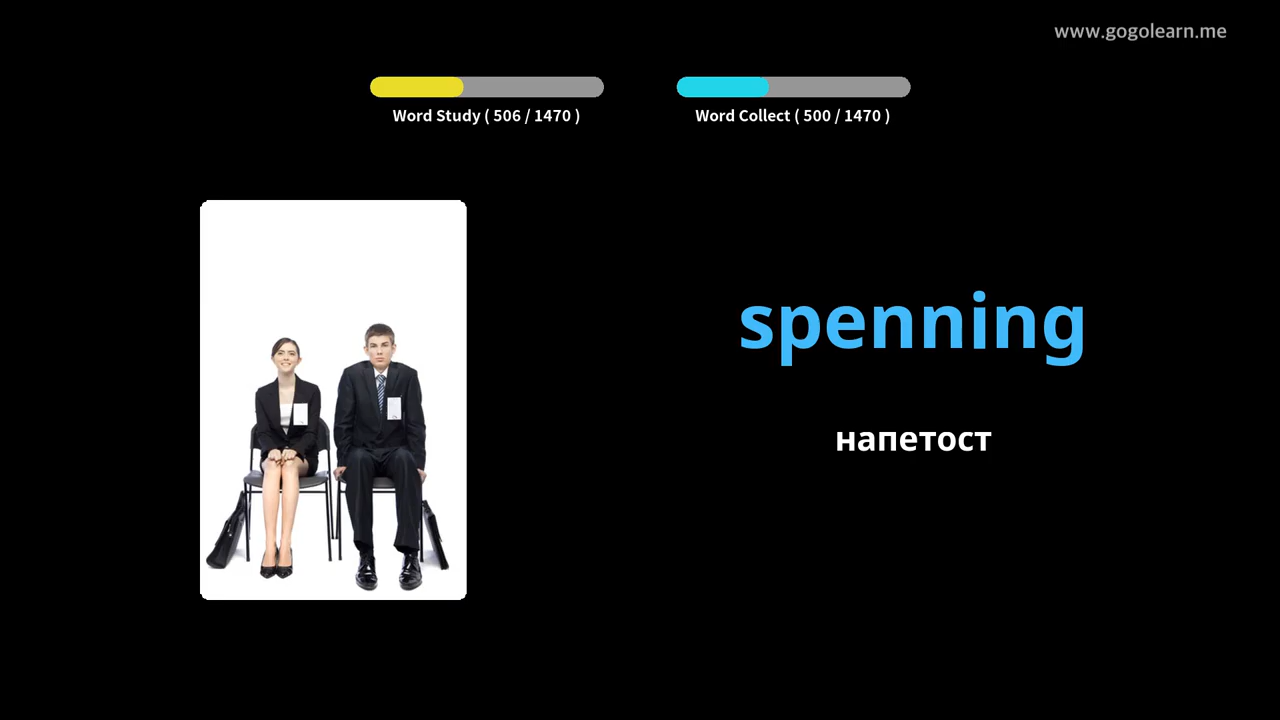 www.gogolearn.me
Word Study ( 506 / 1470 )
Word Collect ( 500 / 1470 )
spenning
напетост